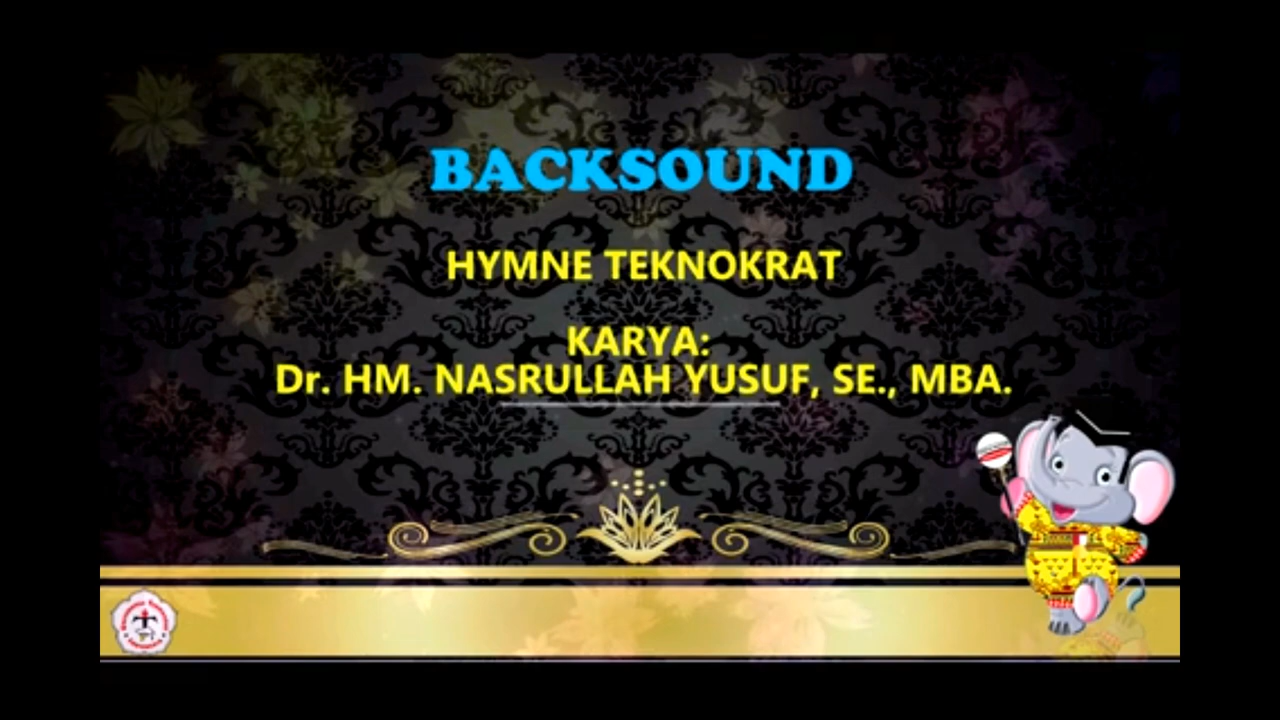 BACKSOUND
HYMNE TEKNOKRAT
KARYA:
Dr. HM. NASRULLAH YUSUF, SE., MBA.